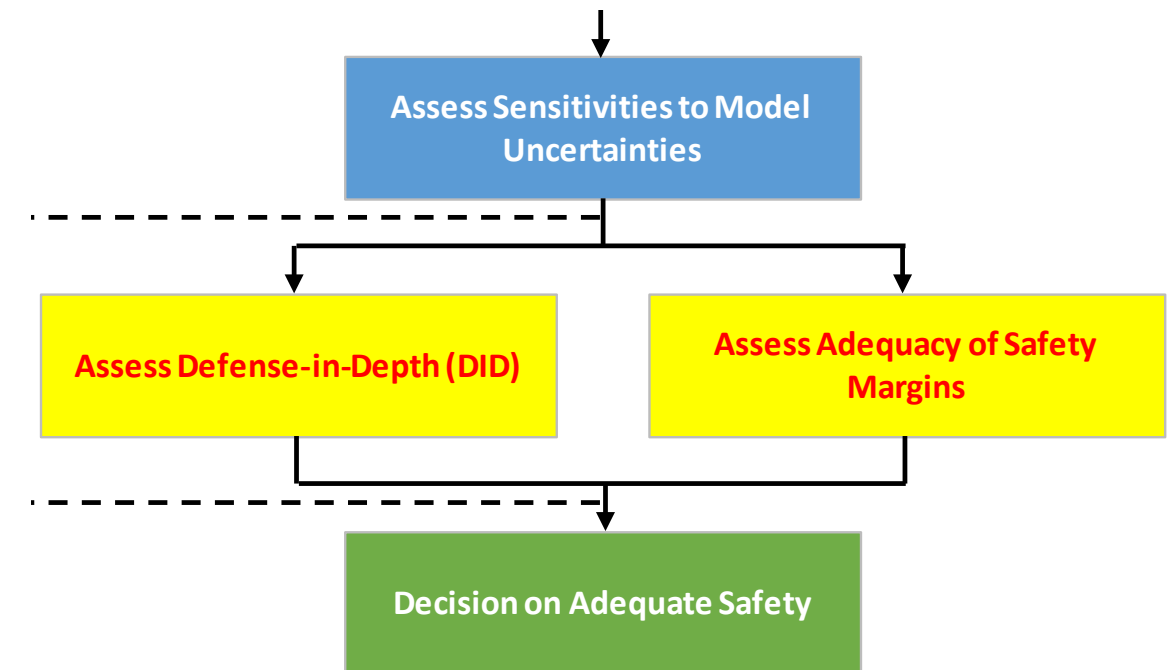 Assess Sensitivities to Model
Uncertainties
Assess Defense-in-Depth (DID)
Assess Adequacy of Safety
Margins
Decision on Adequate Safety